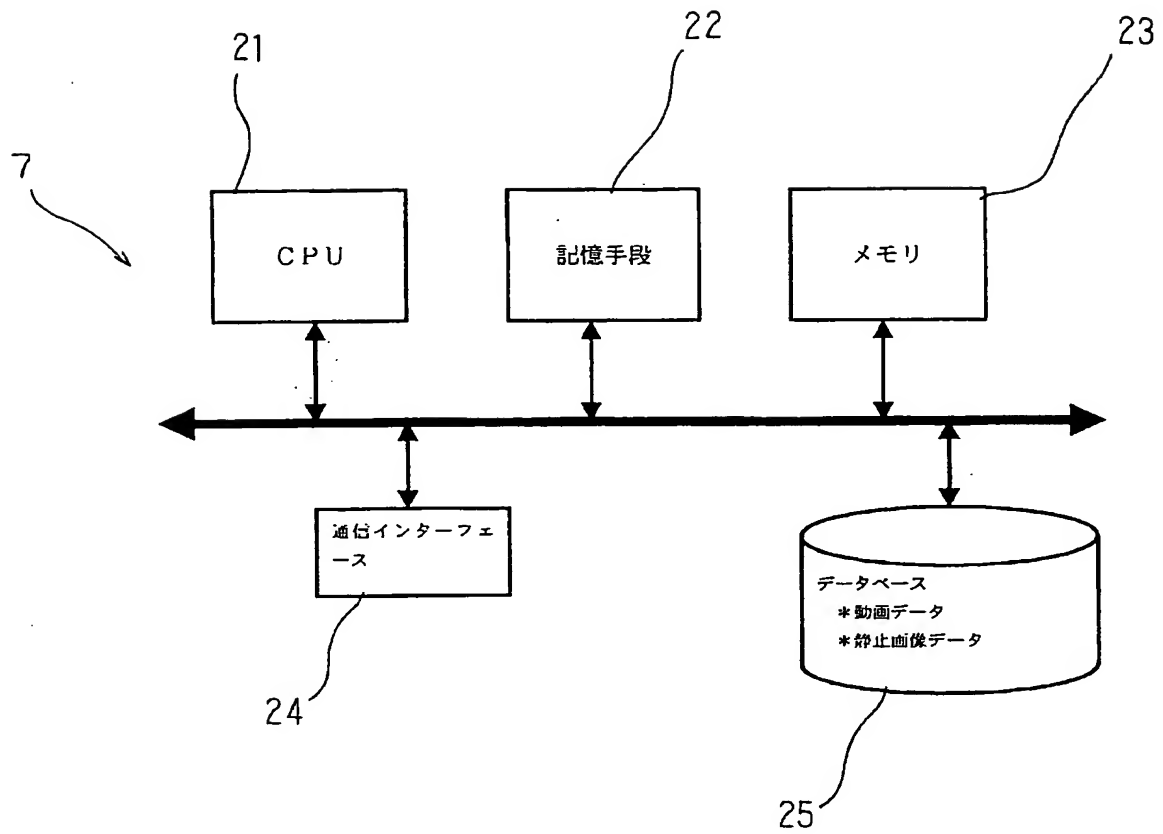 21
22
23
7
ＣＰＵ
記憶手段
メモリ
通信インターフェ
ース
24
データベース
＊動画データ
＊静止画像データ
25